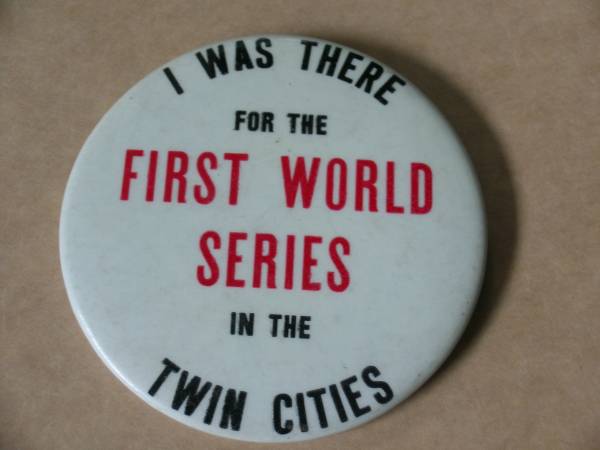 I WAS THERE
FOR THE
FIRST WORLD
SERIES
IN THE
TWIN CITIES